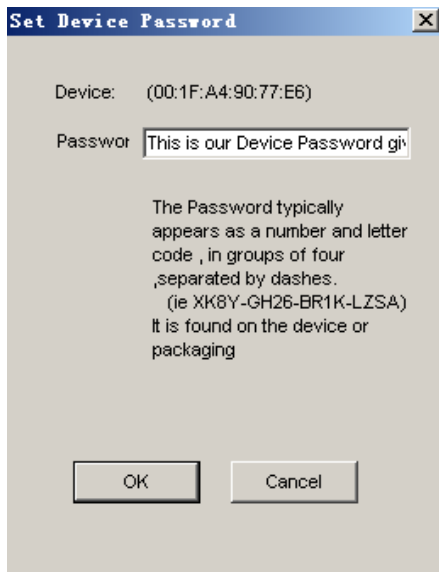 Set Device Password
Device: (00:1F:A4:90:77:E6)
Passwor This is our Device Password giv
The Password typically
appears as a number and letter
code , in groups of four
,separated by dashes.
(ie XK8Y-GH26-BR1K-LZSA)
It is found on the device or
packaging
OK Cancel